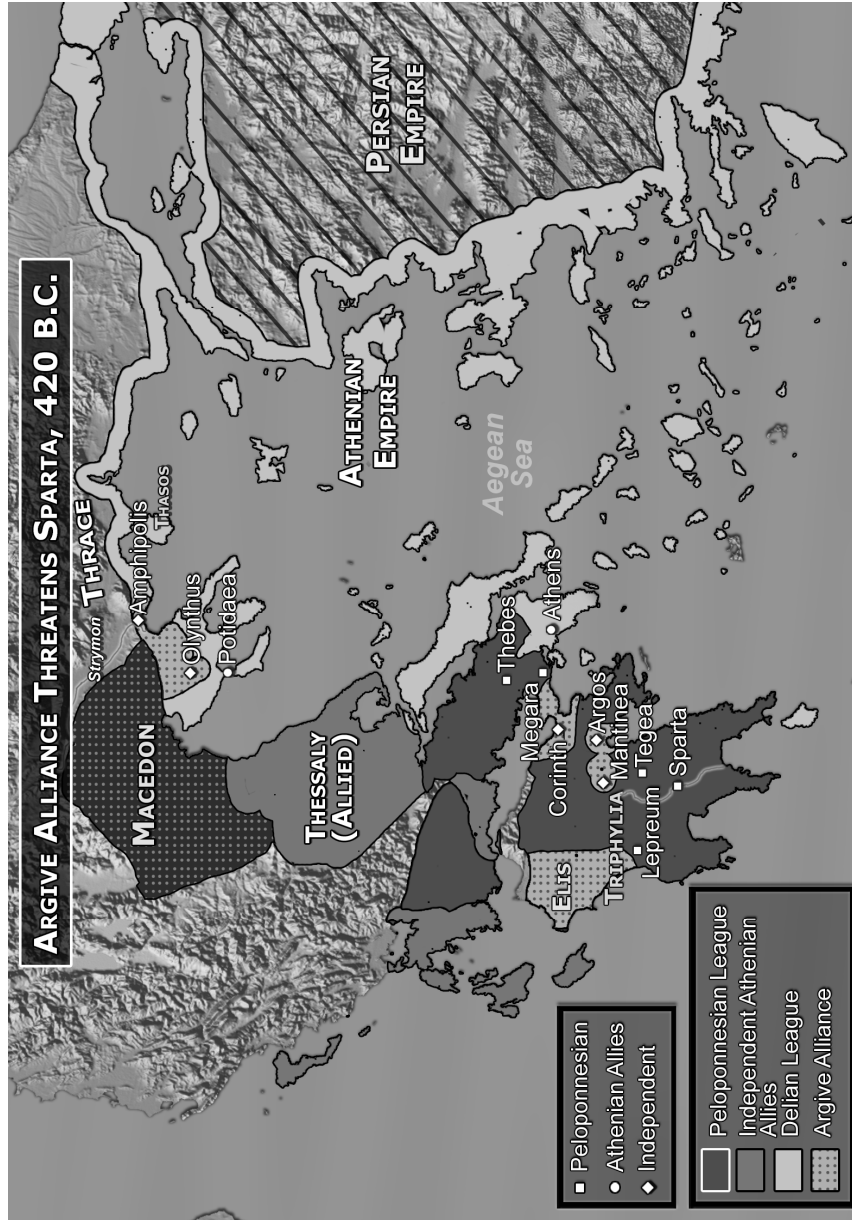 ARGIVE ALLIANCE THREATENS SPARTA, 420 B.C.
Strymon
THRACE
Amphipolis
THASOS
MACEDON
Olynthus
Potidaea
THESSALY
(ALLIED)
PERSIAN
EMPIRE
ATHENIAN
EMPIRE
Aegean
Sea
Thebes
Athens
Megara
Corinth
Argos
Mantinea
Tegea
Sparta
ELIS
TRIPHYLIA
Lepreum
Peloponnesian
Athenian Allies
Independent
Peloponnesian League
Independent Athenian
Allies
Delian League
Argive Alliance